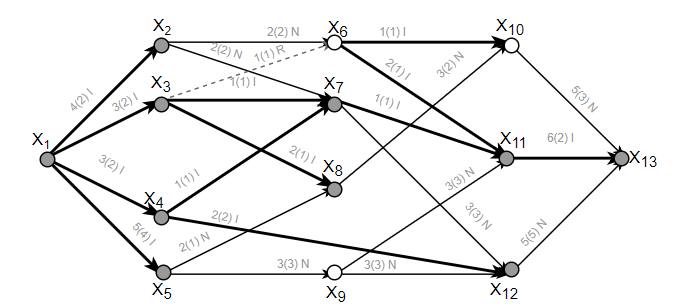 X2
2(2) N
X6
1(1) I
X10
2(2) N
1(1) R
4(2) I
X3
3(2) I
1(1) I
2(1) I
3(2) N
5(3) N
X7
1(1) I
X1
X11
6(2) I
X13
3(2) I
2(1) I
X8
1(1) I
3(3) N
X4
2(2) I
3(3) N
5(4) I
2(1) N
5(5) N
3(3) N
3(3) N
X5
X9
X12